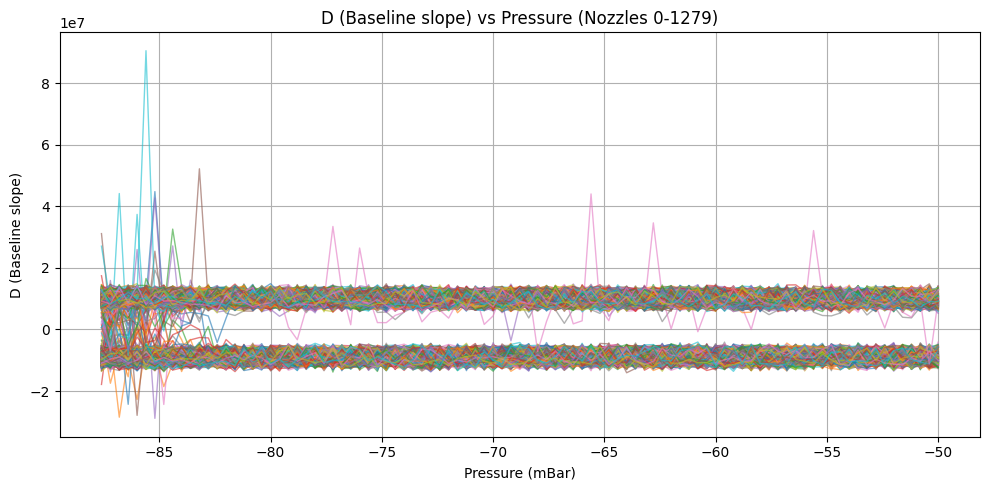 D (Baseline slope) vs Pressure (Nozzles 0-1279)
1e7
8
6
4
2
0
−2
D (Baseline slope)
−85 −80 −75 −70 −65 −60 −55 −50
Pressure (mBar)